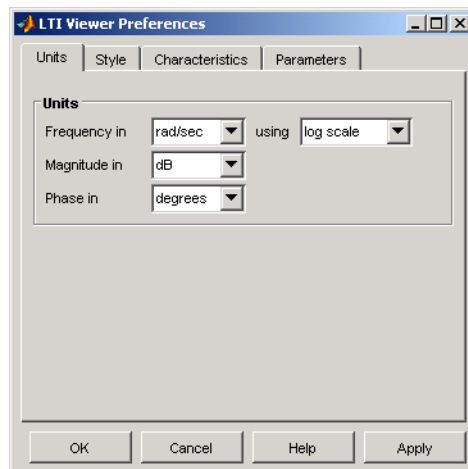 LTI Viewer Preferences
Units Style Characteristics Parameters
Units
Frequency in rad/sec using log scale
Magnitude in dB
Phase in degrees
OK Cancel Help Apply